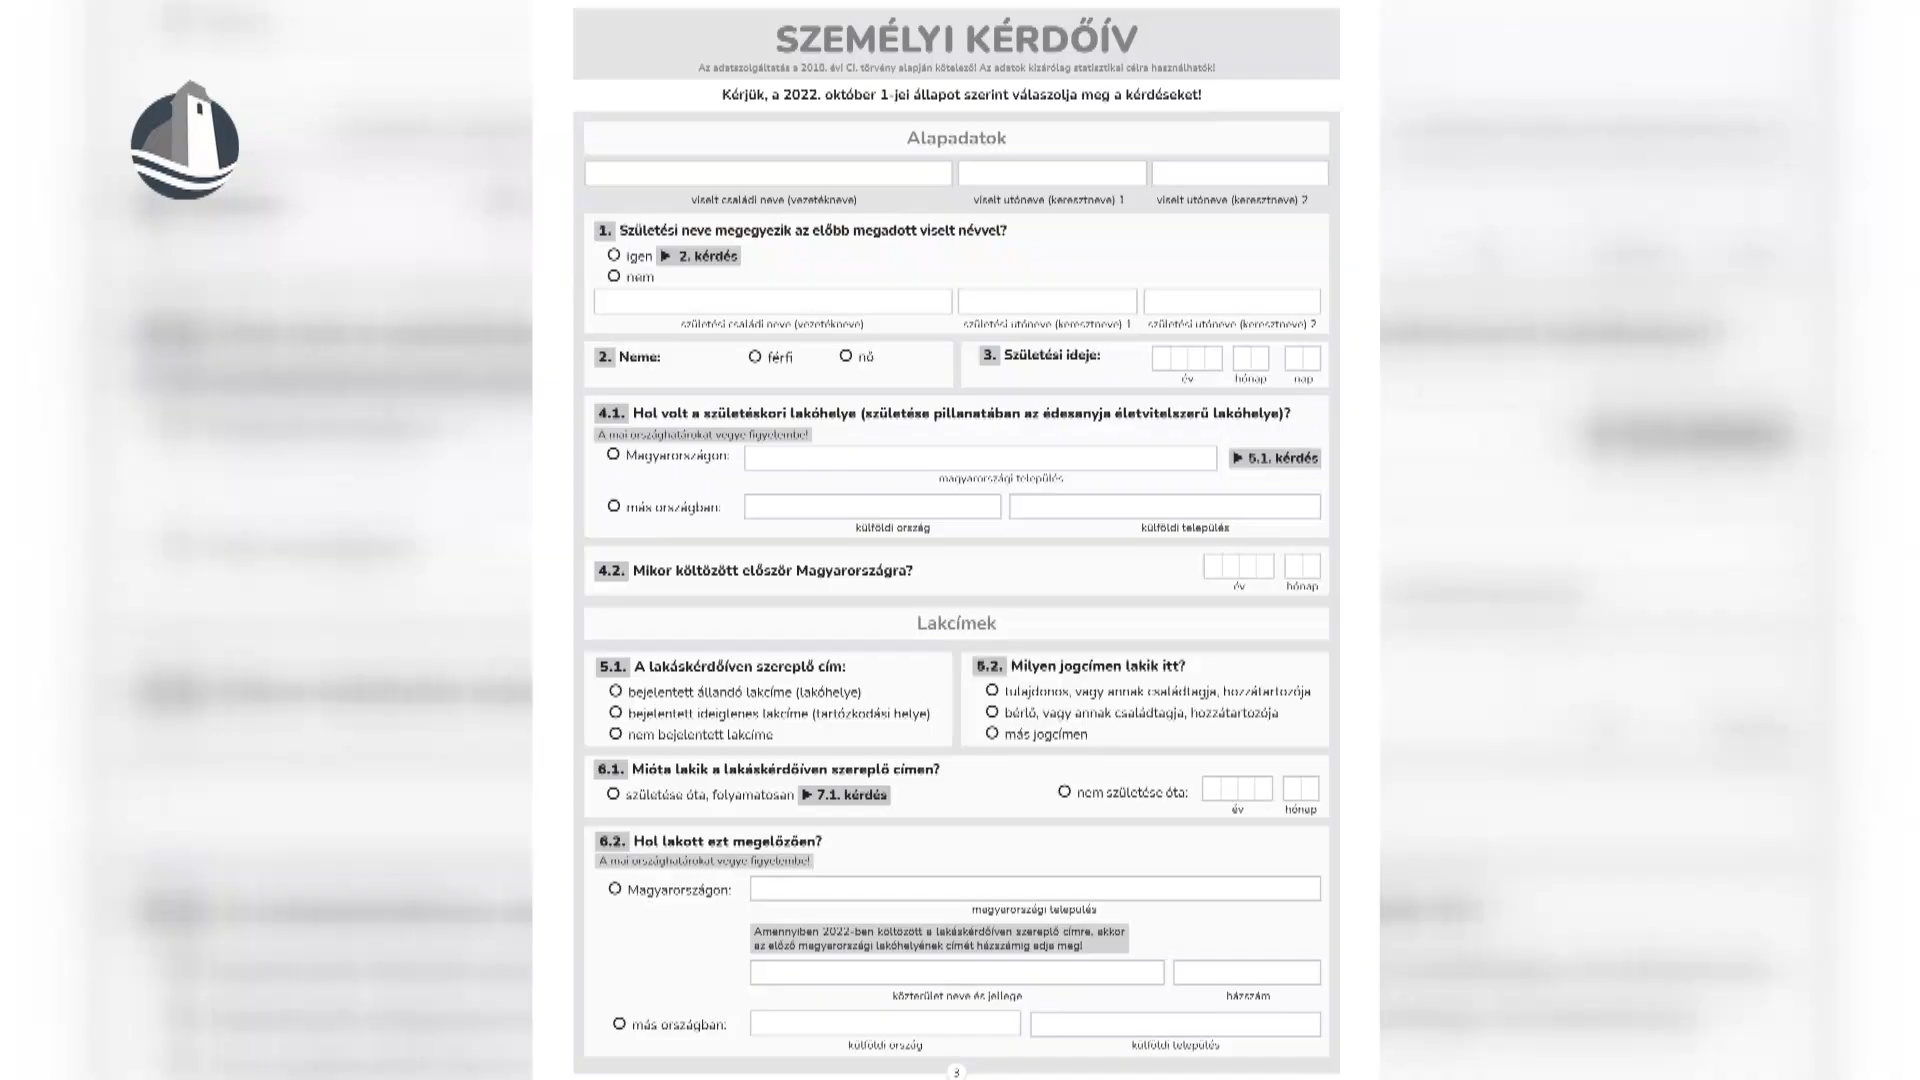 SZEMÉLYI KÉRDŐÍV
Az adatszolgáltatás a 2018. évi CI. törvény alapján kötelező! Az adatok kizárólag statisztikai célra használhatók!
Kérjük, a 2022. október 1-jei állapot szerint válaszolja meg a kérdéseket!
Alapadatok
viselt családi neve (vezetékneve) viselt utóneve (keresztneve) 1 viselt utóneve (keresztneve) 2
1. Születési neve megegyezik az előbb megadott viselt névvel?
igen ▶ 2. kérdés
nem
születési családi neve (vezetékneve) születési utóneve (keresztneve) 1 születési utóneve (keresztneve) 2
2. Neme: férfi nő
3. Születési ideje:
év hónap nap
4.1. Hol volt a születéskori lakóhelye (születése pillanatában az édesanyja életvitelszerű lakóhelye)?
A mai országhatárokat vegye figyelembe!
Magyarországon: ▶ 5.1. kérdés
magyarországi település
más országban:
külföldi ország külföldi település
4.2. Mikor költözött először Magyarországra?
év hónap
Lakcímek
5.1. A lakáskérdőíven szereplő cím:
bejelentett állandó lakcíme (lakóhelye)
bejelentett ideiglenes lakcíme (tartózkodási helye)
nem bejelentett lakcíme
5.2. Milyen jogcímen lakik itt?
tulajdonos, vagy annak családtagja, hozzátartozója
bérlő, vagy annak családtagja, hozzátartozója
más jogcímen
6.1. Mióta lakik a lakáskérdőíven szereplő címen?
születése óta, folyamatosan ▶ 7.1. kérdés nem születése óta:
év hónap
6.2. Hol lakott ezt megelőzően?
A mai országhatárokat vegye figyelembe!
Magyarországon:
magyarországi település
Amennyiben 2022-ben költözött a lakáskérdőíven szereplő címre, akkor
az előző magyarországi lakóhelyének címét házszámig adja meg!
közterület neve és jellege házszám
más országban:
külföldi ország külföldi település
3